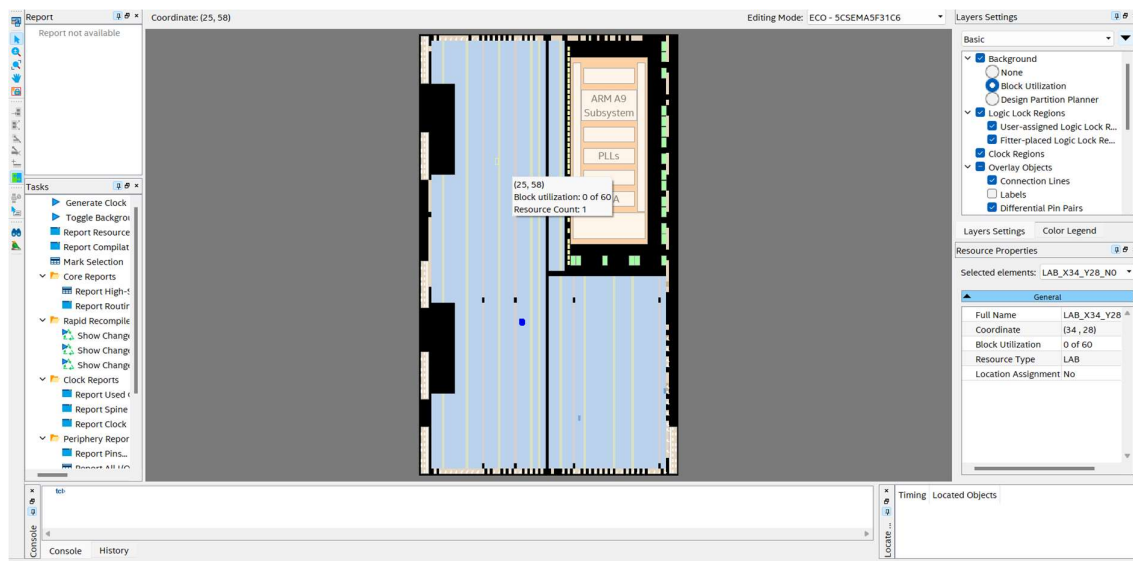 Report
Report not available
Coordinate: (25, 58)
Editing Mode: ECO - 5CSEMA5F31C6
Layers Settings
Basic
Background
None
Block Utilization
Design Partition Planner
Logic Lock Regions
User-assigned Logic Lock R...
Fitter-placed Logic Lock Re...
Clock Regions
Overlay Objects
Connection Lines
Labels
Differential Pin Pairs
Layers Settings Color Legend
Tasks
Generate Clock
Toggle Backgrou
Report Resource
Report Compilat
Mark Selection
Core Reports
Report High-S
Report Routin
Rapid Recompile
Show Change
Show Change
Show Change
Clock Reports
Report Used C
Report Spine
Report Clock
Periphery Repor
Report Pins...
Report All I/O
ARM A9
Subsystem
PLLs
A
(25, 58)
Block utilization: 0 of 60
Resource Count: 1
Resource Properties
Selected elements: LAB_X34_Y28_N0
General
Full Name LAB_X34_Y28
Coordinate (34 , 28)
Block Utilization 0 of 60
Resource Type LAB
Location Assignment No
Console
tcl>
Console History
Locate ...
Timing Located Objects